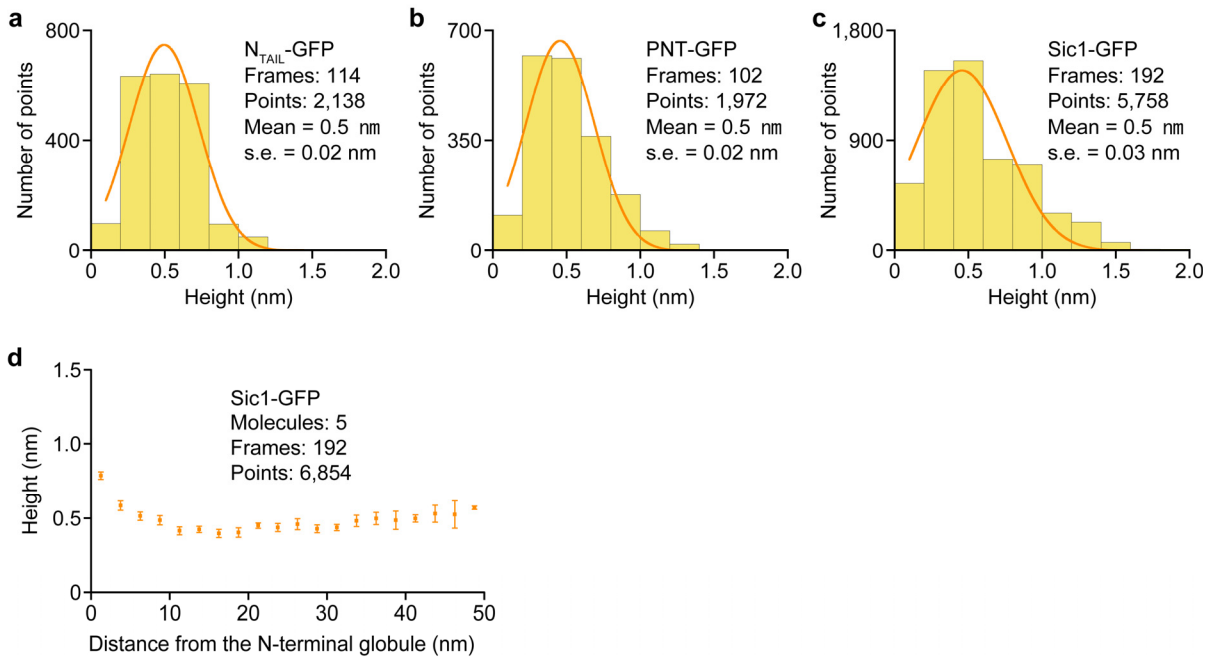 a
800
400
0
Number of points
N_TAIL-GFP
Frames: 114
Points: 2,138
Mean = 0.5 nm
s.e. = 0.02 nm
0 0.5 1.0 1.5 2.0
Height (nm)
b
700
350
0
Number of points
PNT-GFP
Frames: 102
Points: 1,972
Mean = 0.5 nm
s.e. = 0.02 nm
0 0.5 1.0 1.5 2.0
Height (nm)
c
1,800
900
0
Number of points
Sic1-GFP
Frames: 192
Points: 5,758
Mean = 0.5 nm
s.e. = 0.03 nm
0 0.5 1.0 1.5 2.0
Height (nm)
d
1.5
1.0
0.5
0
Height (nm)
Sic1-GFP
Molecules: 5
Frames: 192
Points: 6,854
0 10 20 30 40 50
Distance from the N-terminal globule (nm)